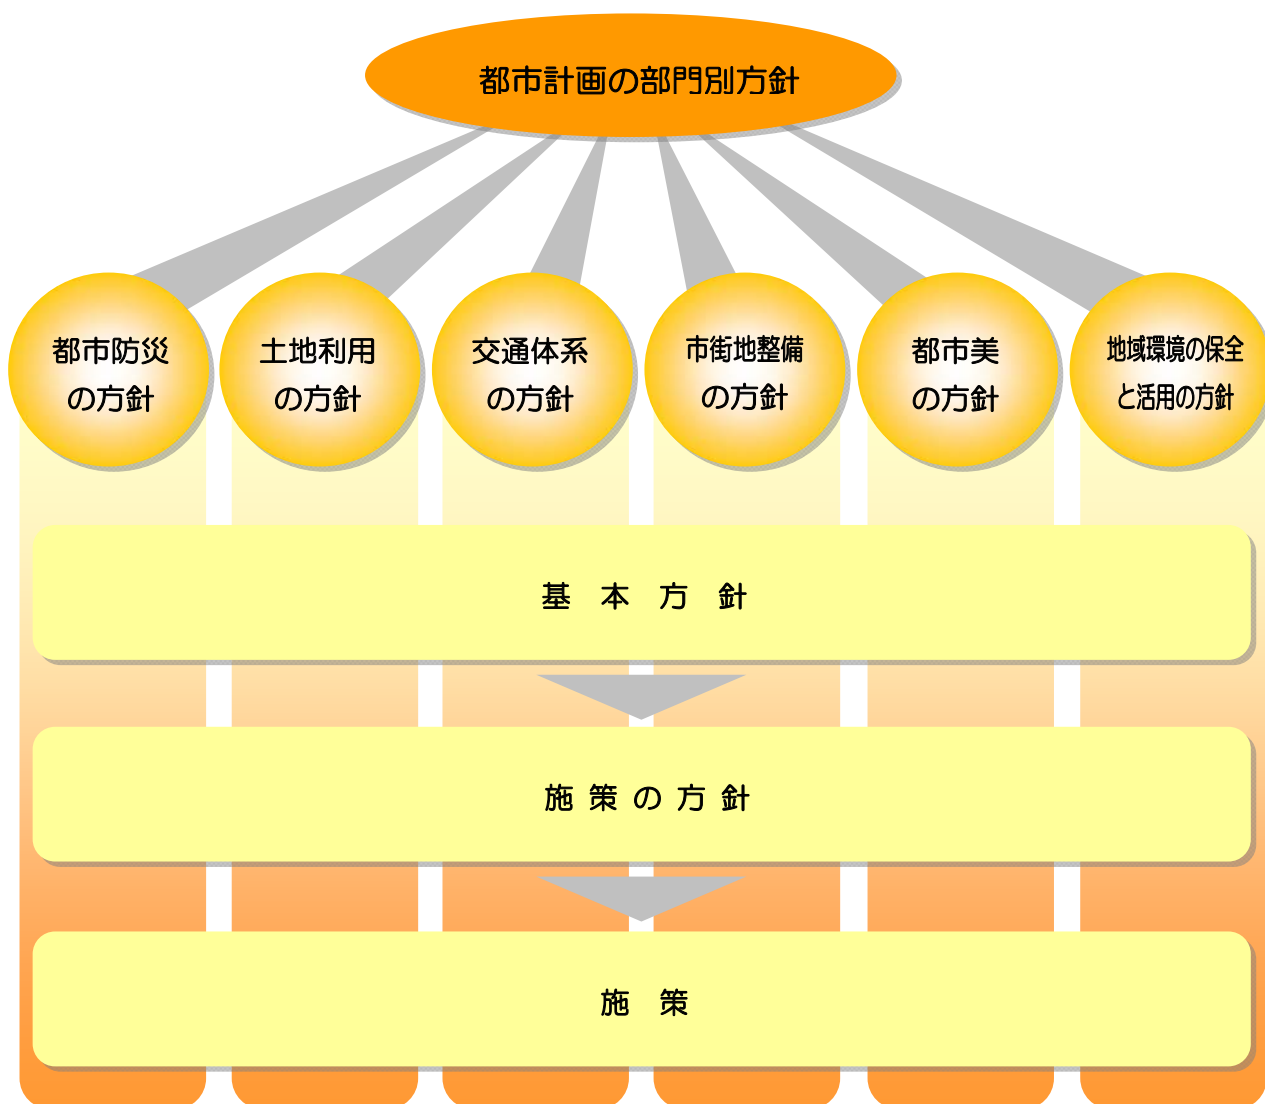 都市計画の部門別方針
都市防災
の方針
土地利用
の方針
交通体系
の方針
市街地整備
の方針
都市美
の方針
地域環境の保全
と活用の方針
基 本 方 針
施 策 の 方 針
施 策